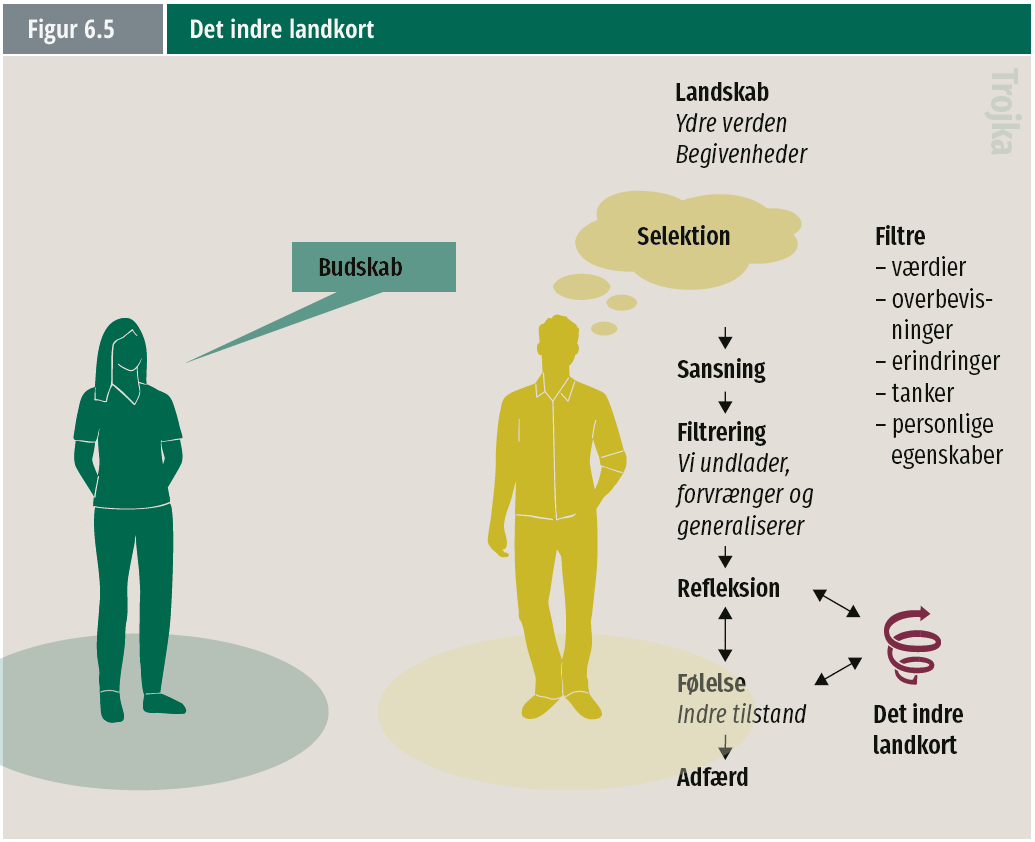 Figur 6.5
Det indre landkort
Trojka
Landskab
Ydre verden
Begivenheder
Selektion
Budskab
Filtre
– værdier
– overbevis-
ninger
– erindringer
– tanker
– personlige
egenskaber
Sansning
Filtrering
Vi undlader,
forvrænger og
generaliserer
Refleksion
Følelse
Indre tilstand
Det indre
landkort
Adfærd